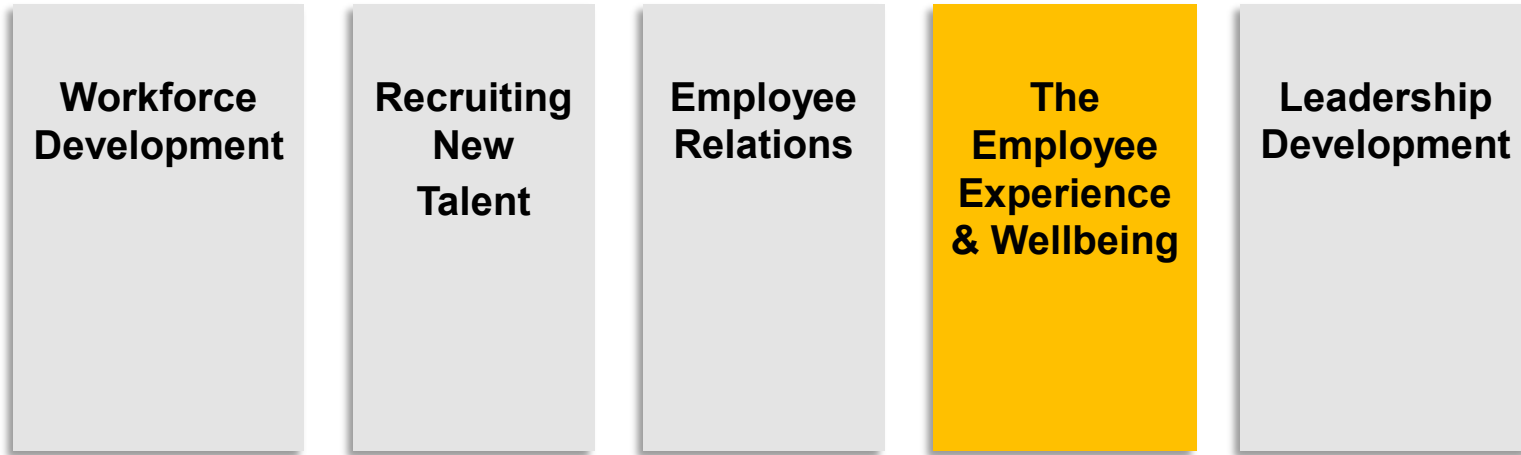 Workforce
Development
Recruiting
New
Talent
Employee
Relations
The
Employee
Experience
& Wellbeing
Leadership
Development